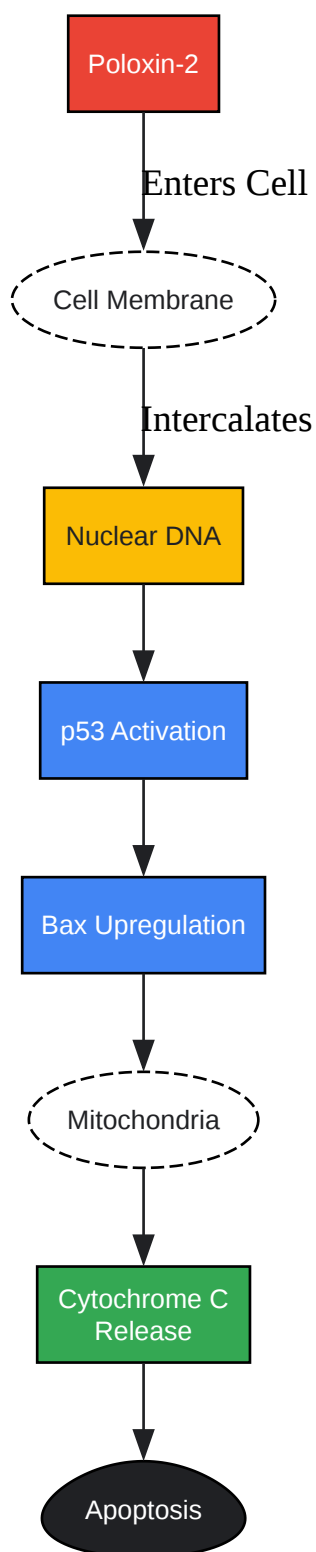 Poloxin-2
Enters Cell
Cell Membrane
Intercalates
Nuclear DNA
p53 Activation
Bax Upregulation
Mitochondria
Cytochrome C
Release
Apoptosis